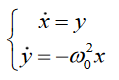 ẋ = y
ẏ = −ω₀²x